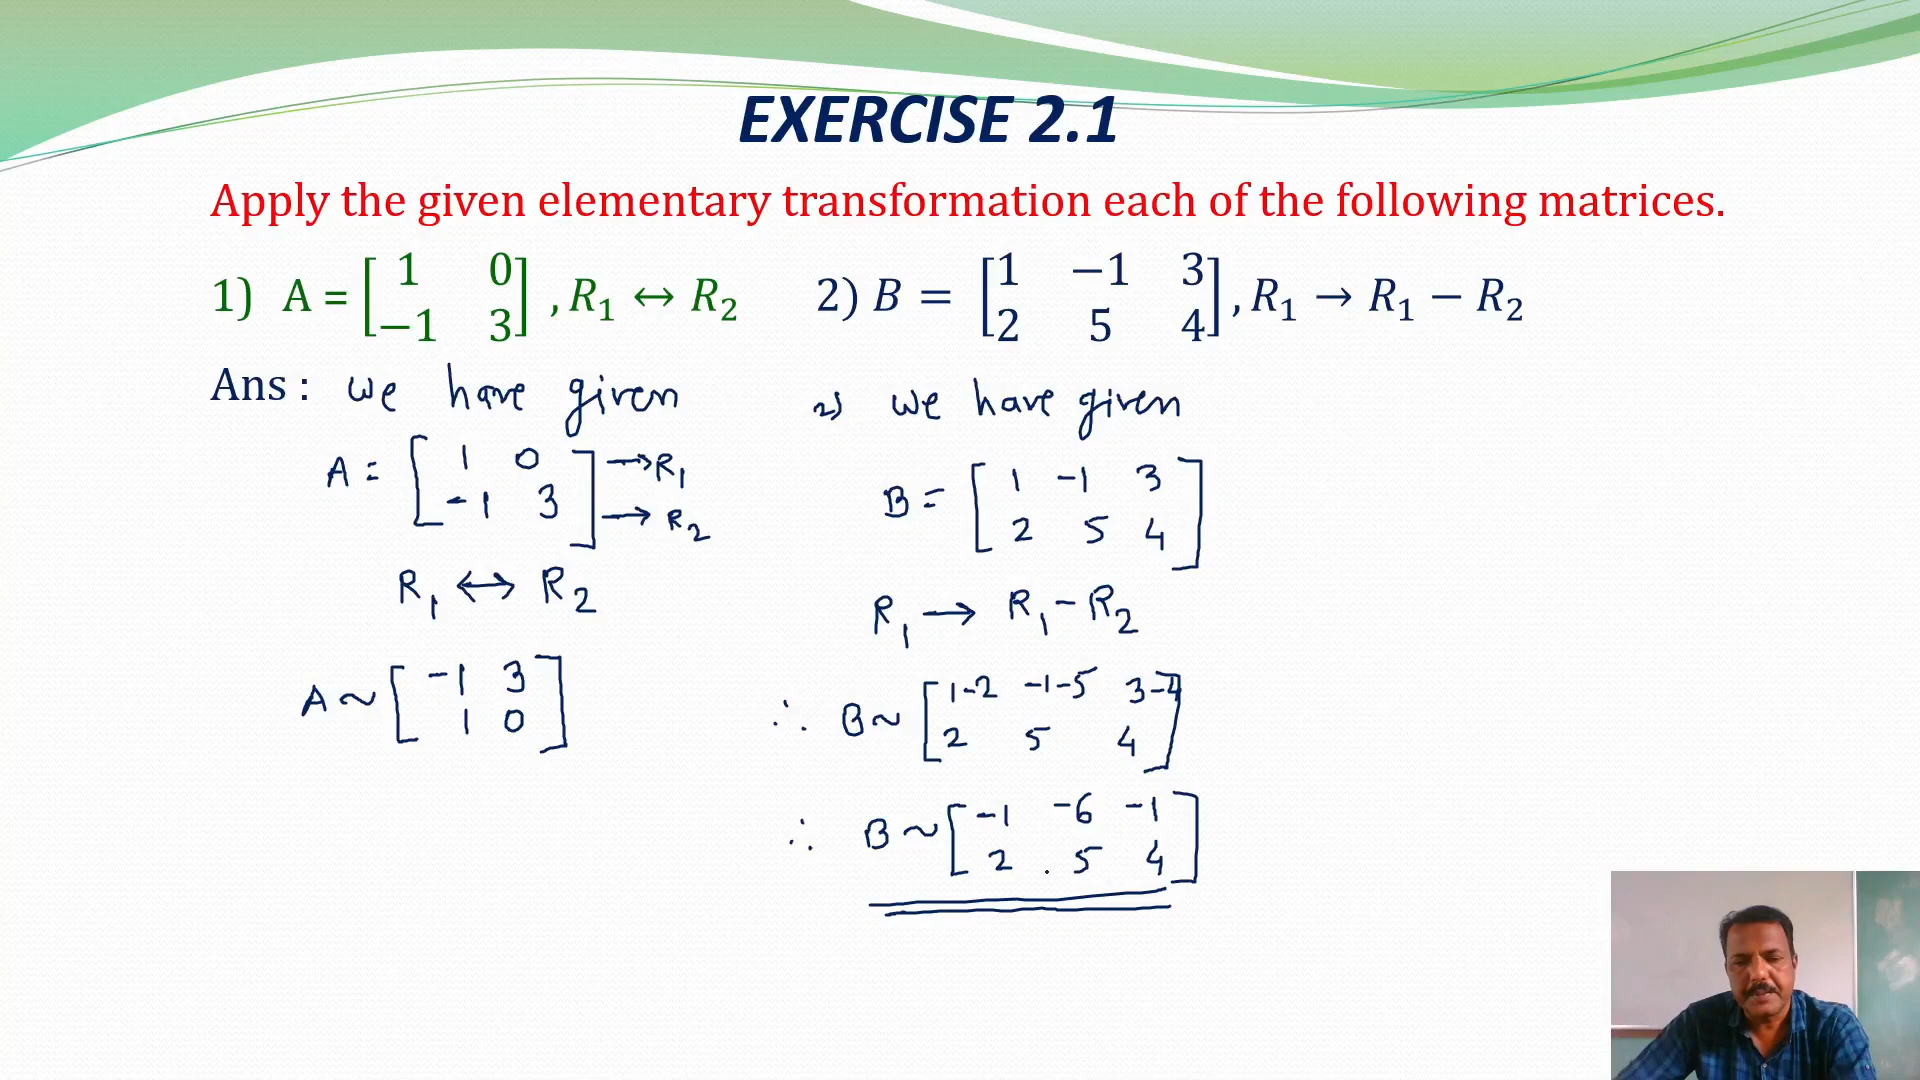 EXERCISE 2.1
Apply the given elementary transformation each of the following matrices.
1) A = [1 0
-1 3] , R₁ ↔ R₂
2) B = [1 −1 3
2 5 4] , R₁ → R₁ − R₂
Ans : we have given
A = [1 0
-1 3] → R₁
→ R₂
R₁ ↔ R₂
A ~ [-1 3
1 0]
2) we have given
B = [1 -1 3
2 5 4]
R₁ → R₁ - R₂
∴ B ~ [1-2 -1-5 3-4
2 5 4]
∴ B ~ [-1 -6 -1
2 5 4]